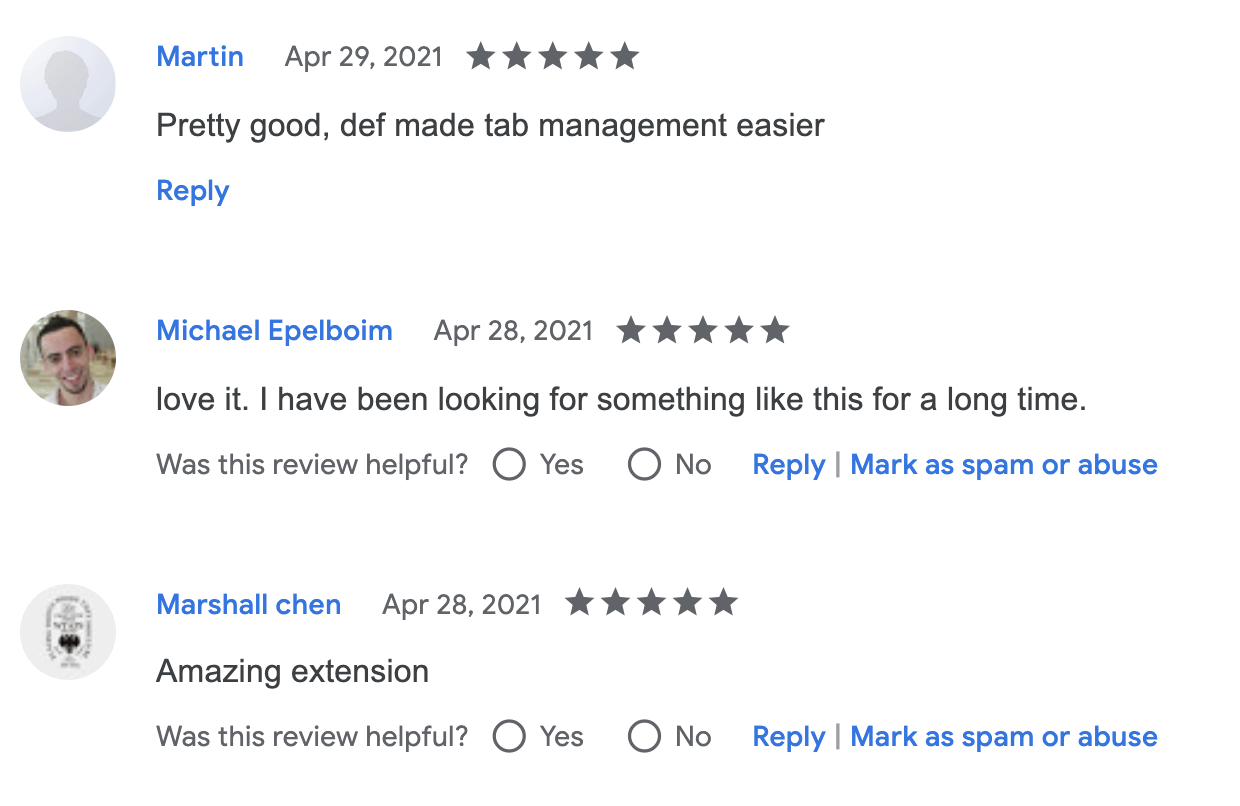 Martin Apr 29, 2021
Pretty good, def made tab management easier
Reply
Michael Epelboim Apr 28, 2021
love it. I have been looking for something like this for a long time.
Was this review helpful? Yes No Reply | Mark as spam or abuse
Marshall chen Apr 28, 2021
Amazing extension
Was this review helpful? Yes No Reply | Mark as spam or abuse